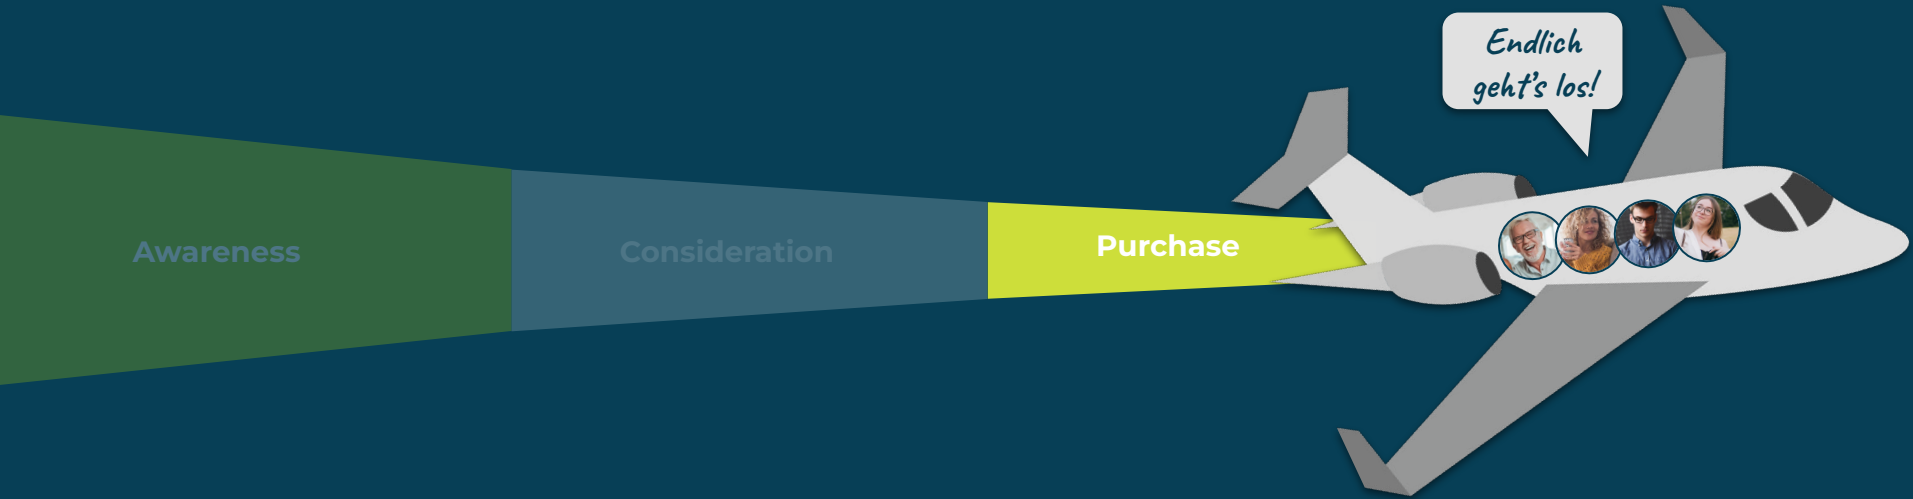 Endlich
geht's los!
Awareness
Consideration
Purchase